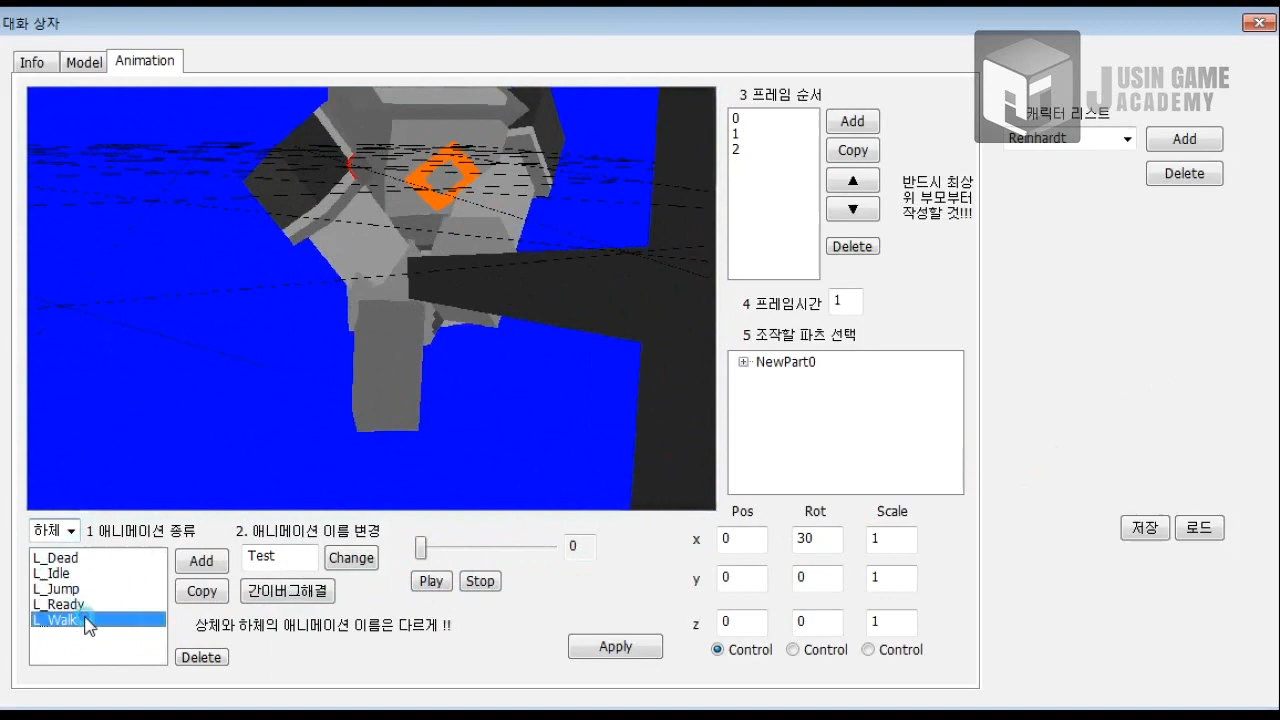 대화 상자
Info
Model
Animation
JUSIN GAME
ACADEMY
3 프레임 순서
0
1
2
Add
Copy
▲
▼
Delete
반드시 최상
위 부모부터
작성할 것!!!
캐릭터 리스트
Reinhardt
Add
Delete
4 프레임시간
1
5 조작할 파츠 선택
NewPart0
하체
1 애니메이션 종류
2. 애니메이션 이름 변경
L_Dead
L_Idle
L_Jump
L_Ready
L_Walk
Add
Copy
Delete
Test
Change
간이버그해결
상체와 하체의 애니메이션 이름은 다르게 !!
0
Play
Stop
Apply
Pos
Rot
Scale
x
0
30
1
y
0
0
1
z
0
0
1
Control
Control
Control
저장
로드